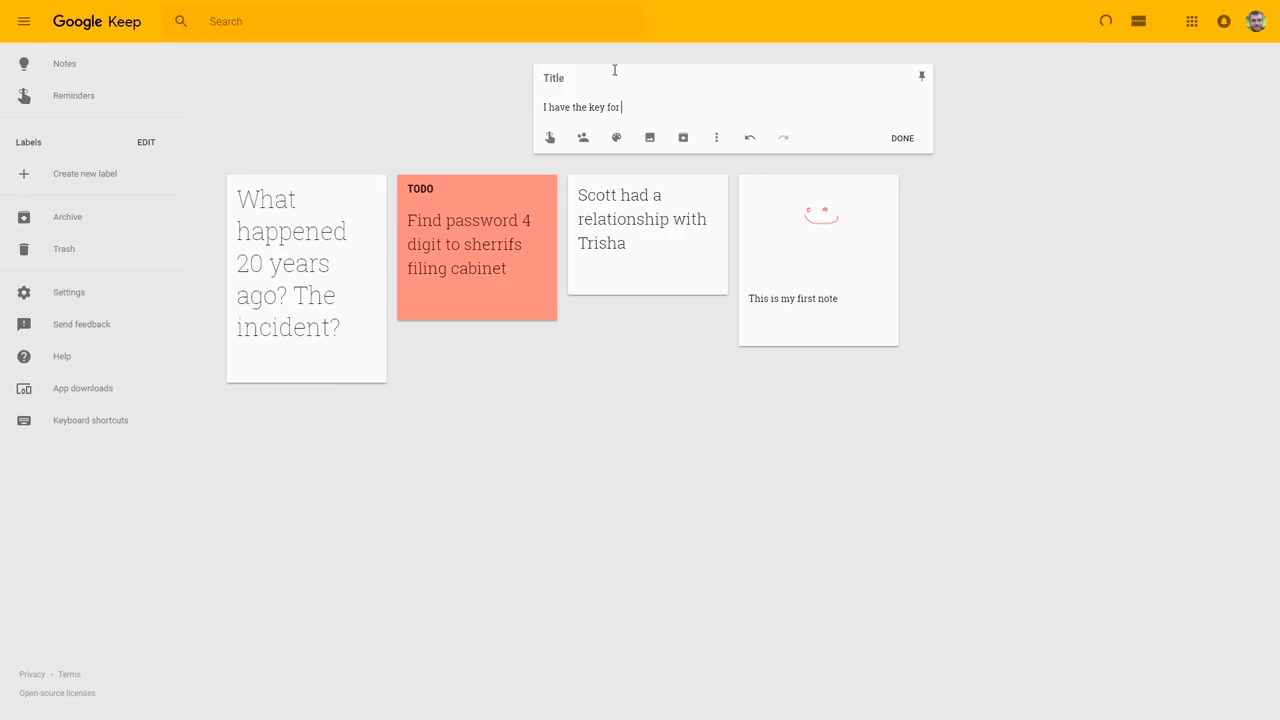 Google Keep
Search
Notes
Reminders
Labels
EDIT
Create new label
Archive
Trash
Settings
Send feedback
Help
App downloads
Keyboard shortcuts
Privacy - Terms
Open-source licenses
Title
I have the key for
DONE
What
happened
20 years
ago? The
incident?
TODO
Find password 4
digit to sherrifs
filing cabinet
Scott had a
relationship with
Trisha
This is my first note